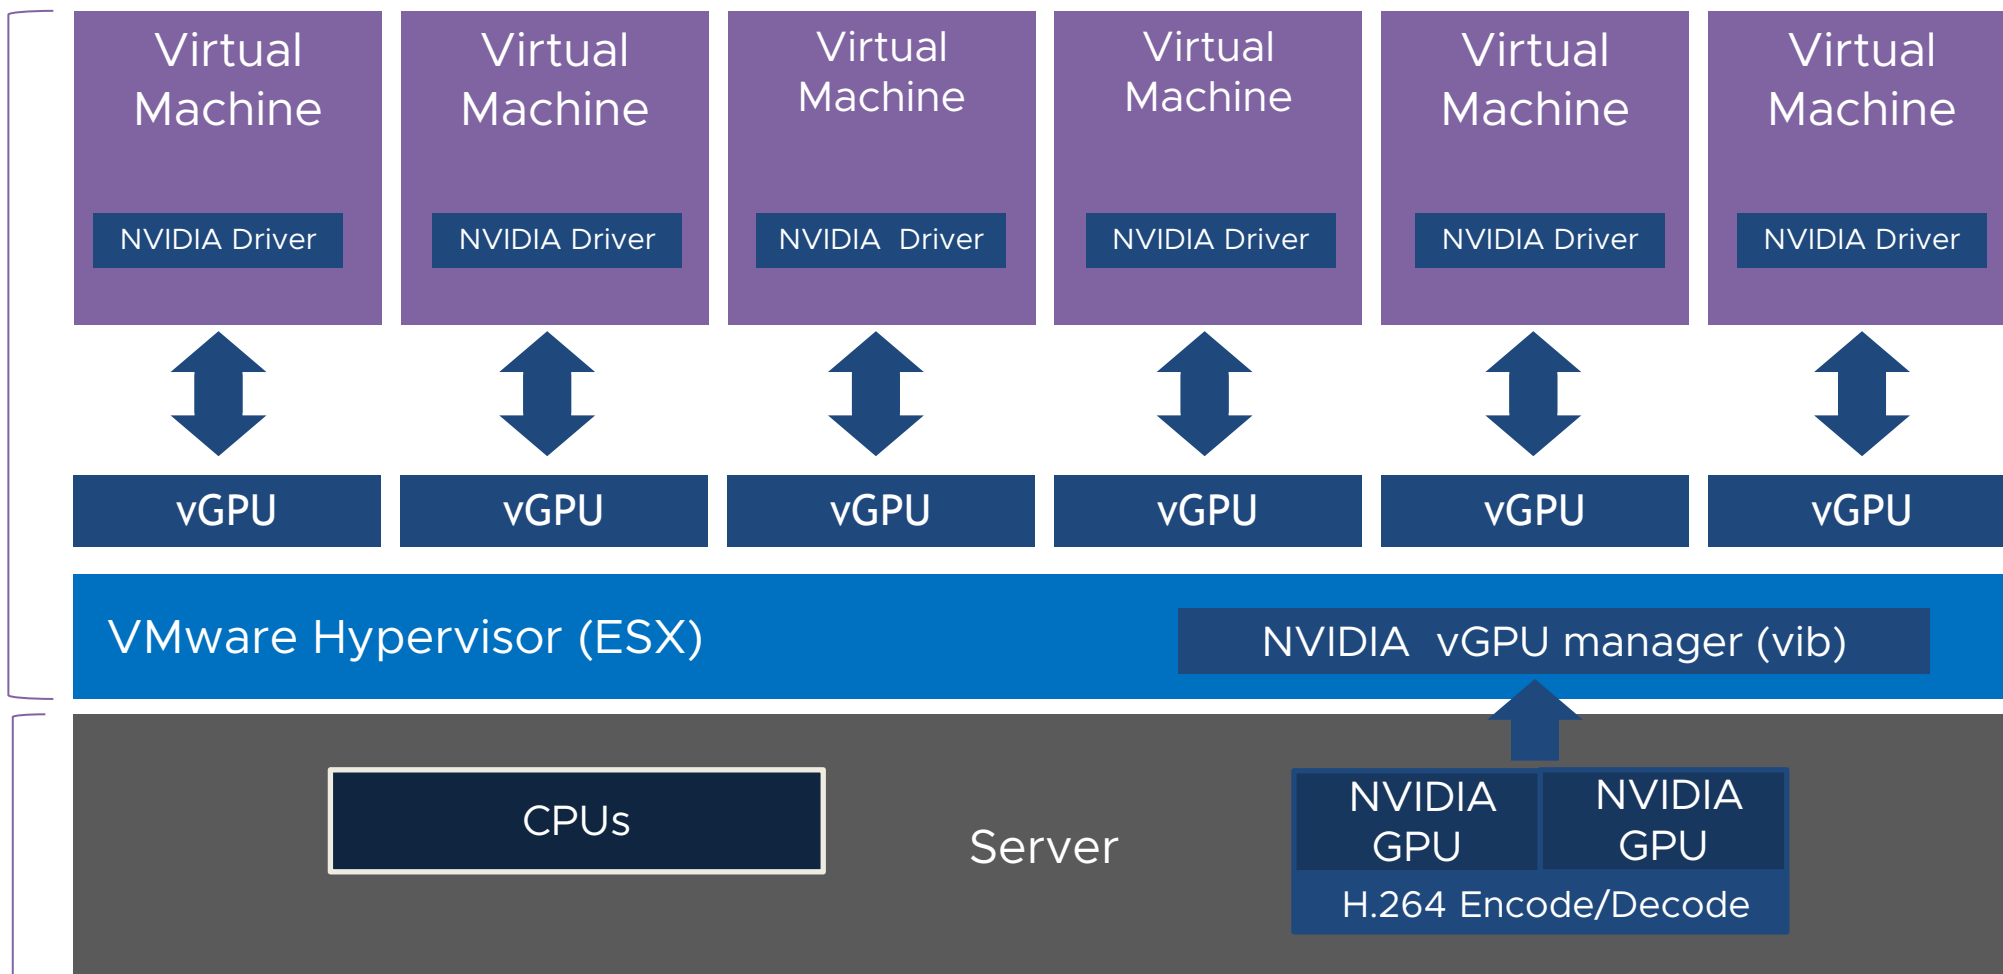 Virtual
Machine
Virtual
Machine
Virtual
Machine
Virtual
Machine
Virtual
Machine
Virtual
Machine
NVIDIA Driver
NVIDIA Driver
NVIDIA  Driver
NVIDIA Driver
NVIDIA Driver
NVIDIA Driver
vGPU
vGPU
vGPU
vGPU
vGPU
vGPU
VMware Hypervisor (ESX)
NVIDIA  vGPU manager (vib)
CPUs
Server
NVIDIA
GPU
NVIDIA
GPU
H.264 Encode/Decode